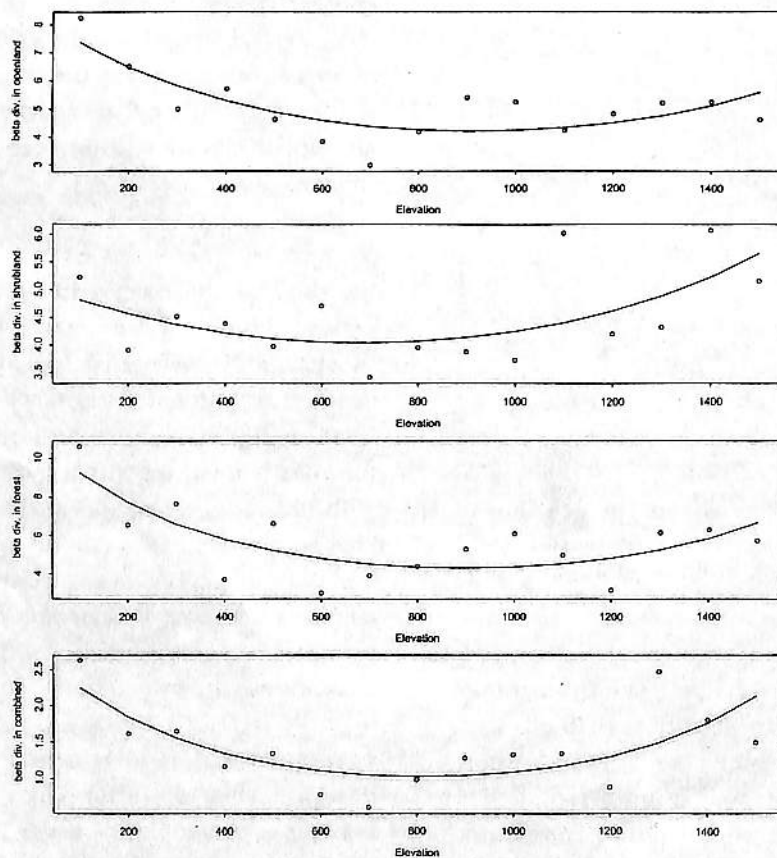 beta div. in openland
8
7
6
5
4
3
200 400 600 800 1000 1200 1400
Elevation
beta div. in shrubland
6.0
5.5
5.0
4.5
4.0
3.5
200 400 600 800 1000 1200 1400
Elevation
beta div. in forest
10
8
6
4
200 400 600 800 1000 1200 1400
Elevation
beta div. in combined
2.5
2.0
1.5
1.0
200 400 600 800 1000 1200 1400
Elevation